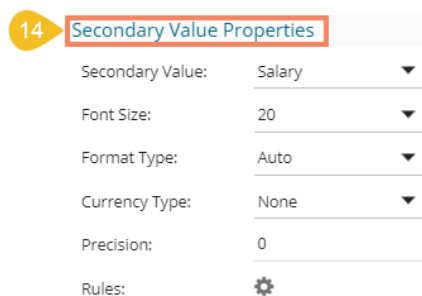 14 Secondary Value Properties
Secondary Value: Salary
Font Size: 20
Format Type: Auto
Currency Type: None
Precision: 0
Rules: